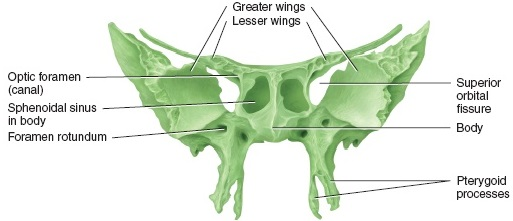 Greater wings
Lesser wings
Optic foramen
(canal)
Sphenoidal sinus
in body
Foramen rotundum
Superior
orbital
fissure
Body
Pterygoid
processes